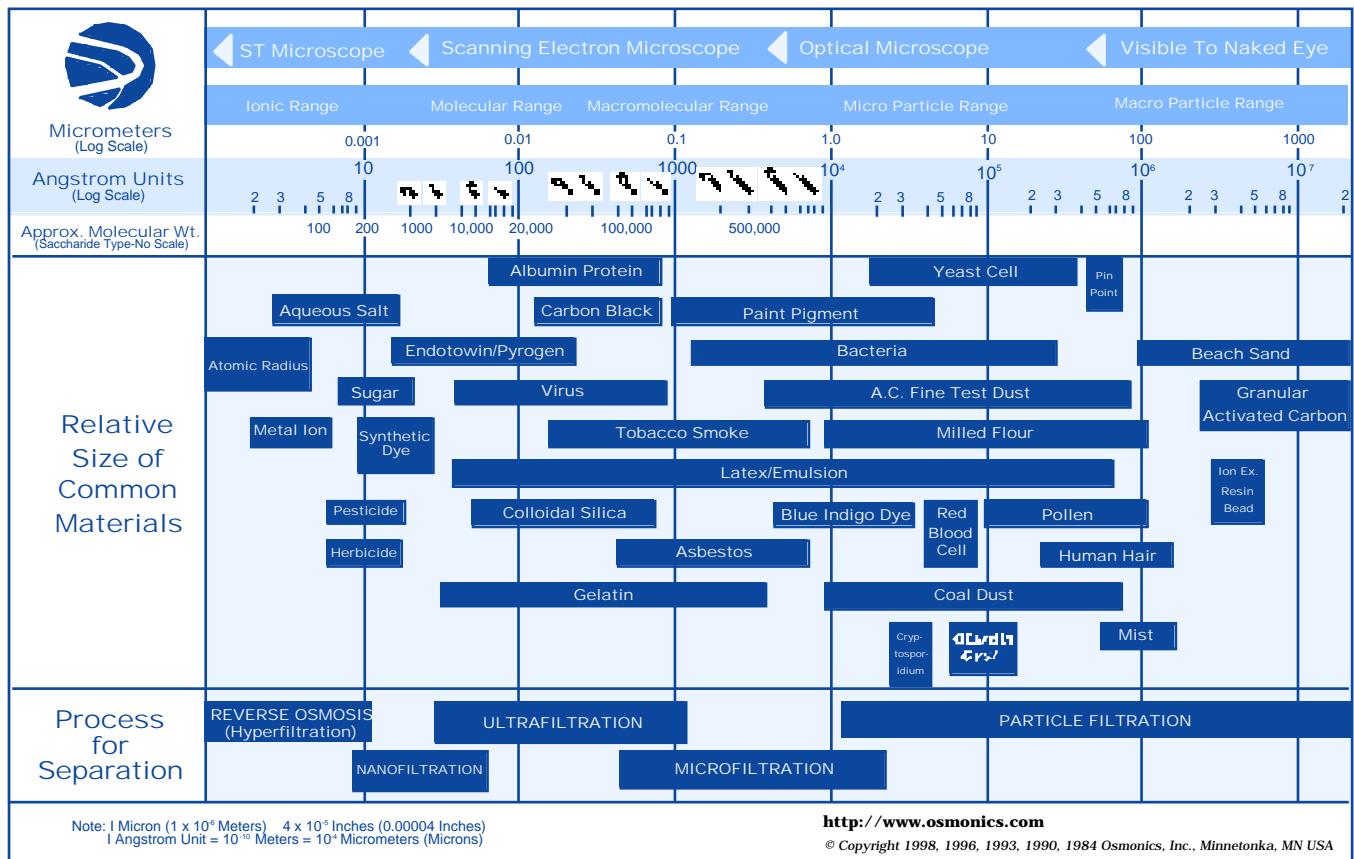 ST Microscope Scanning Electron Microscope Optical Microscope Visible To Naked Eye
Ionic Range Molecular Range Macromolecular Range Micro Particle Range Macro Particle Range
Micrometers
(Log Scale)
0.001 0.01 0.1 1.0 10 100 1000
Angstrom Units
(Log Scale)
10 100 1000 10⁴ 10⁵ 10⁶ 10⁷
2 3 5 8 2 3 5 8 2 3 5 8 2 3 5 8 2
Approx. Molecular Wt.
(Saccharide Type-No Scale)
100 200 1000 10,000 20,000 100,000 500,000
Relative
Size of
Common
Materials
Albumin Protein
Yeast Cell
Pin
Point
Aqueous Salt
Carbon Black
Paint Pigment
Atomic Radius
Endotowin/Pyrogen
Bacteria
Beach Sand
Sugar
Virus
A.C. Fine Test Dust
Granular
Activated Carbon
Metal Ion
Synthetic
Dye
Tobacco Smoke
Milled Flour
Latex/Emulsion
Ion Ex.
Resin
Bead
Pesticide
Colloidal Silica
Blue Indigo Dye
Red
Blood
Cell
Pollen
Herbicide
Asbestos
Human Hair
Gelatin
Coal Dust
Cryp-
tospor-
idium
Mist
Process
for
Separation
REVERSE OSMOSIS
(Hyperfiltration)
ULTRAFILTRATION
PARTICLE FILTRATION
NANOFILTRATION
MICROFILTRATION
Note: I Micron (1 x 10⁻⁶ Meters) 4 x 10⁻⁵ Inches (0.00004 Inches)
I Angstrom Unit = 10⁻¹⁰ Meters = 10⁻⁴ Micrometers (Microns)
http://www.osmonics.com
© Copyright 1998, 1996, 1993, 1990, 1984 Osmonics, Inc., Minnetonka, MN USA